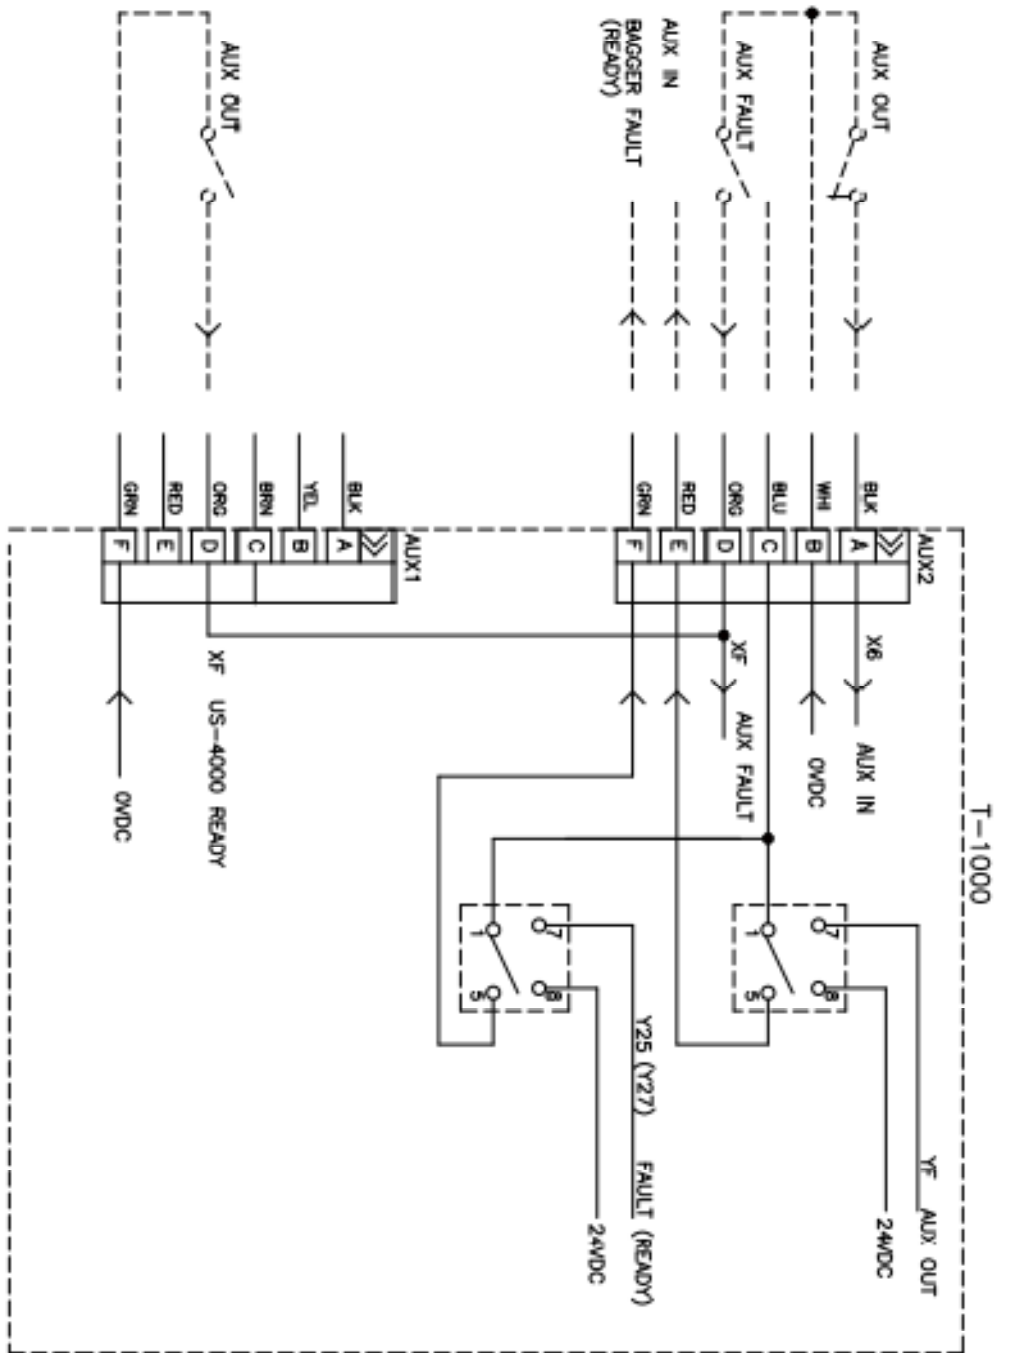 T-1000
AUX2
YF AUX OUT
AUX OUT
BLK
A
X6
AUX IN
24VDC
WHI
B
0VDC
7
8
BLU
C
1
5
AUX FAULT
ORG
D
XF
AUX FAULT
AUX IN
RED
E
BAGGER FAULT
(READY)
GRN
F
Y25 (Y27) FAULT (READY)
24VDC
7
8
1
5
AUX1
BLK
A
YEL
B
BRN
C
AUX OUT
ORG
D
XF US-4000 READY
RED
E
GRN
F
0VDC